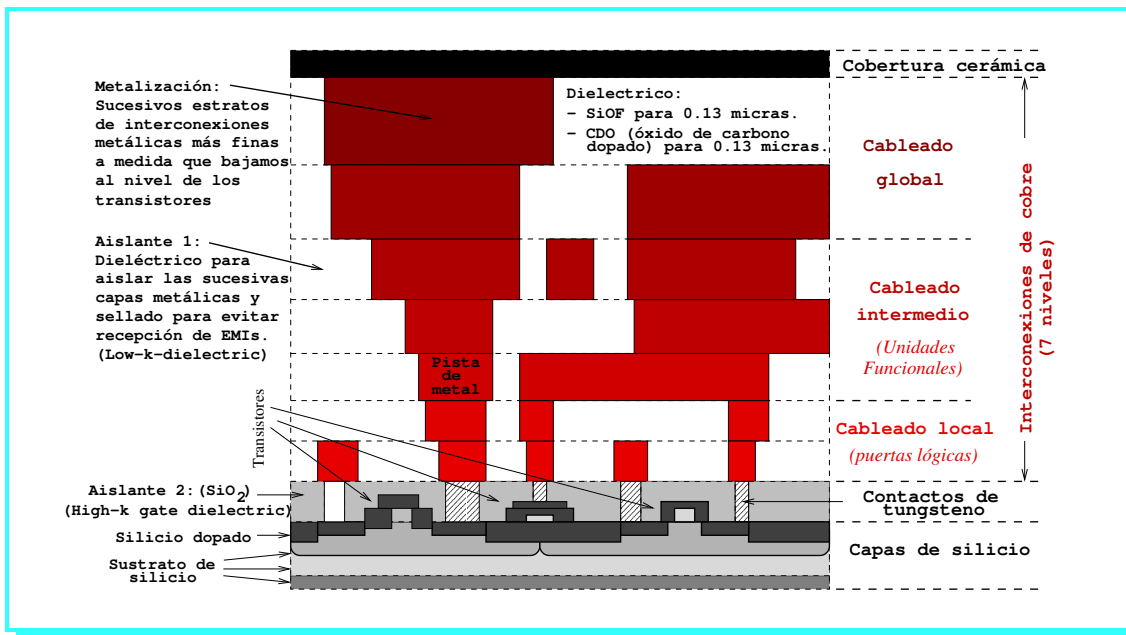 Cobertura cerámica
Metalización:
Sucesivos estratos
de interconexiones
metálicas más finas
a medida que bajamos
al nivel de los
transistores
Dielectrico:
– SiOF para 0.13 micras.
– CDO (óxido de carbono
dopado) para 0.13 micras.
Cableado
global
Aislante 1:
Dieléctrico para
aislar las sucesivas
capas metálicas y
sellado para evitar
recepción de EMIs.
(Low–k–dielectric)
Cableado
intermedio
(Unidades
Funcionales)
Interconexiones de cobre
(7 niveles)
Pista
de
metal
Transistores
Cableado local
(puertas lógicas)
Aislante 2:(SiO2)
(High–k gate dielectric)
Contactos de
tungsteno
Silicio dopado
Capas de silicio
Sustrato de
silicio